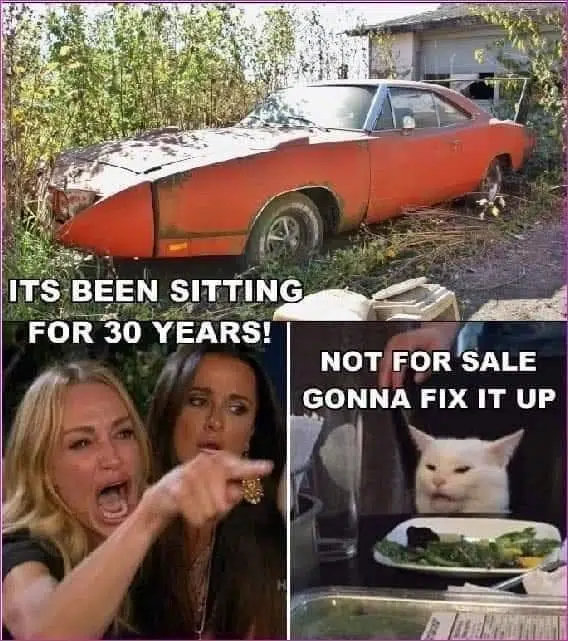 ITS BEEN SITTING
FOR 30 YEARS!
NOT FOR SALE
GONNA FIX IT UP